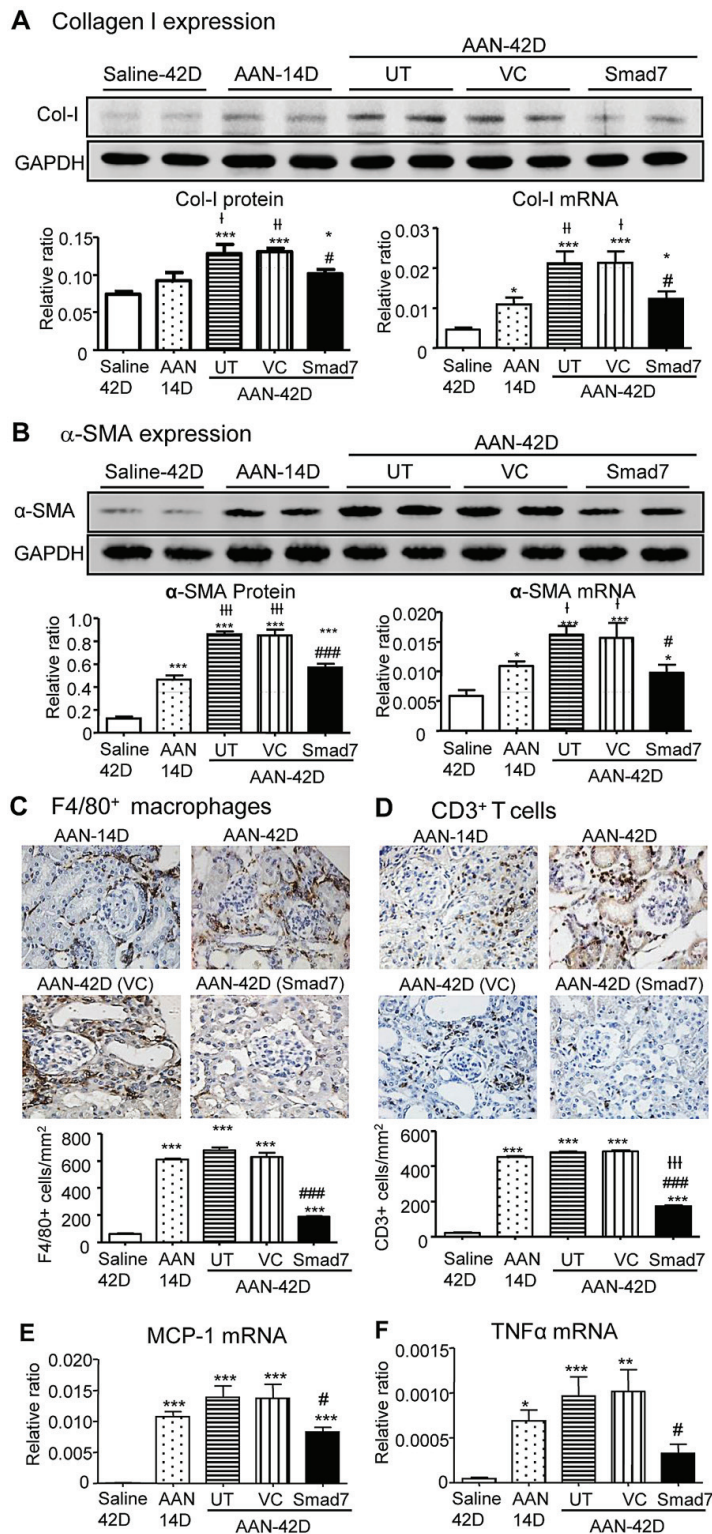 A Collagen I expression
AAN-42D
Saline-42D AAN-14D UT VC Smad7
Col-I
GAPDH
Col-I protein Col-I mRNA
ƚ ƚƚ * ƚƚ ƚ *
*** *** # * *** *** #
Relative ratio 0.15 0.10 0.05 0.00
Relative ratio 0.03 0.02 0.01 0.00
Saline 42D AAN 14D UT VC Smad7 Saline 42D AAN 14D UT VC Smad7
AAN-42D AAN-42D
B α-SMA expression
AAN-42D
Saline-42D AAN-14D UT VC Smad7
α-SMA
GAPDH
α-SMA Protein α-SMA mRNA
ƚƚƚ ƚƚƚ *** ƚ ƚ #
*** *** *** ### * *** *** *
Relative ratio 1.0 0.8 0.6 0.4 0.2 0
Relative ratio 0.020 0.015 0.010 0.005 0.000
Saline 42D AAN 14D UT VC Smad7 Saline 42D AAN 14D UT VC Smad7
AAN-42D AAN-42D
C F4/80⁺ macrophages
AAN-14D AAN-42D
AAN-42D (VC) AAN-42D (Smad7)
F4/80+ cells/mm² 800 600 400 200 0
*** *** *** ### ***
Saline 42D AAN 14D UT VC Smad7
AAN-42D
D CD3⁺ T cells
AAN-14D AAN-42D
AAN-42D (VC) AAN-42D (Smad7)
CD3+ cells/mm² 600 400 200 0
*** *** *** ƚƚƚ ### ***
Saline 42D AAN 14D UT VC Smad7
AAN-42D
E MCP-1 mRNA
Relative ratio 0.020 0.015 0.010 0.005 0.000
*** *** *** # ***
Saline 42D AAN 14D UT VC Smad7
AAN-42D
F TNFα mRNA
Relative ratio 0.0015 0.0010 0.0005 0.0000
* *** ** #
Saline 42D AAN 14D UT VC Smad7
AAN-42D